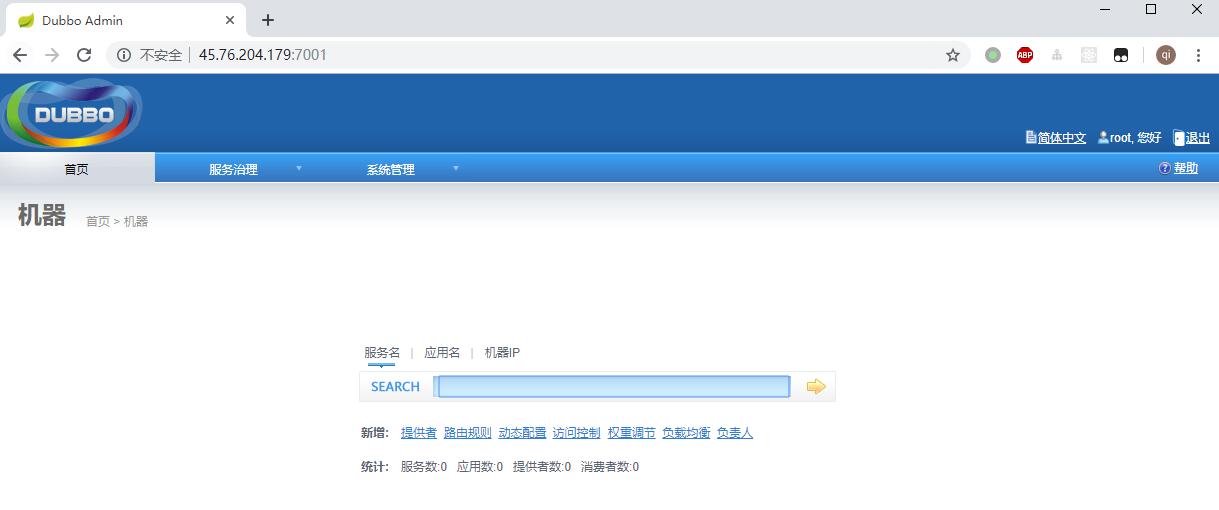 Dubbo Admin
不安全 45.76.204.179:7001
ABP
qi
DUBBO
简体中文 root, 您好 退出
首页 服务治理 系统管理 帮助
机器 首页 > 机器
服务名 | 应用名 | 机器IP
SEARCH
新增: 提供者 路由规则 动态配置 访问控制 权重调节 负载均衡 负责人
统计: 服务数:0 应用数:0 提供者数:0 消费者数:0